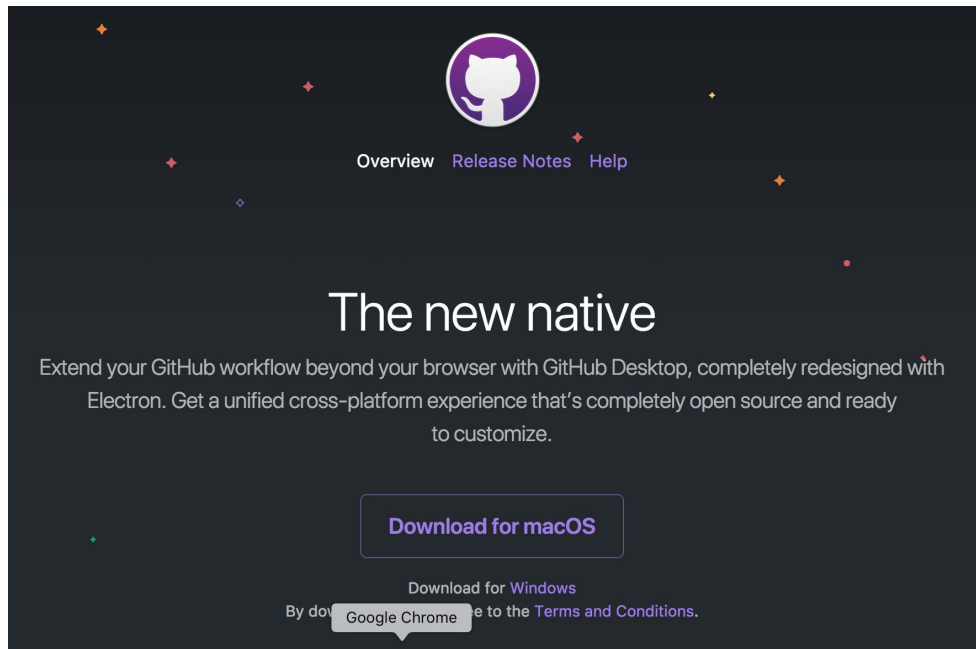 Overview Release Notes Help
The new native
Extend your GitHub workflow beyond your browser with GitHub Desktop, completely redesigned with
Electron. Get a unified cross-platform experience that's completely open source and ready
to customize.
Download for macOS
Download for Windows
By to the Terms and Conditions.
Google Chrome